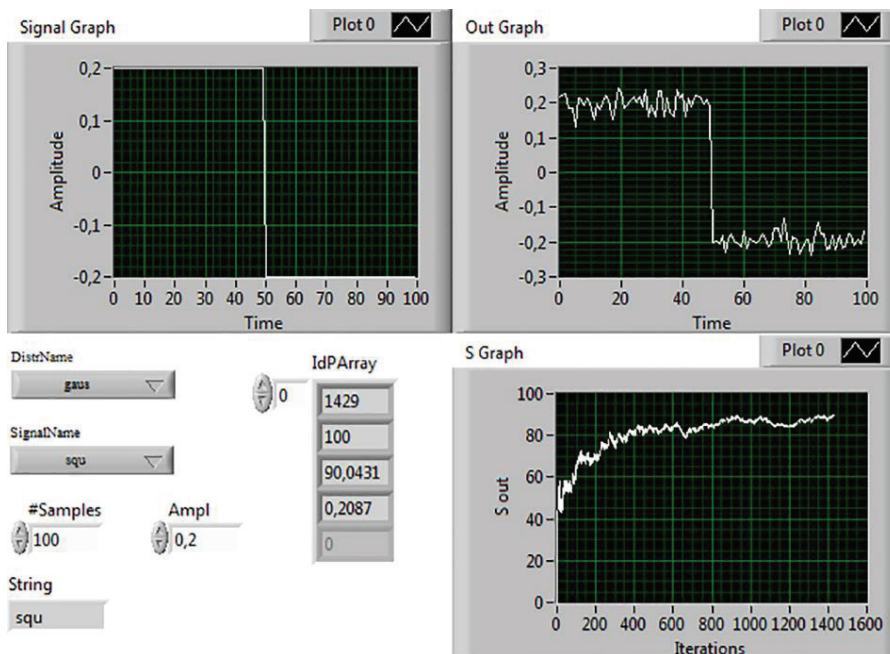 Signal Graph
Plot 0
Amplitude
0,2
0,1
0
-0,1
-0,2
0 10 20 30 40 50 60 70 80 90 100
Time
Out Graph
Plot 0
Amplitude
0,3
0,2
0,1
0
-0,1
-0,2
-0,3
0 20 40 60 80 100
Time
DistrName
gaus
SignalName
squ
#Samples
100
Ampl
0,2
String
squ
IdPArray
0
1429
100
90,0431
0,2087
0
S Graph
Plot 0
S out
100
80
60
40
20
0
0 200 400 600 800 1000 1200 1400 1600
Iterations